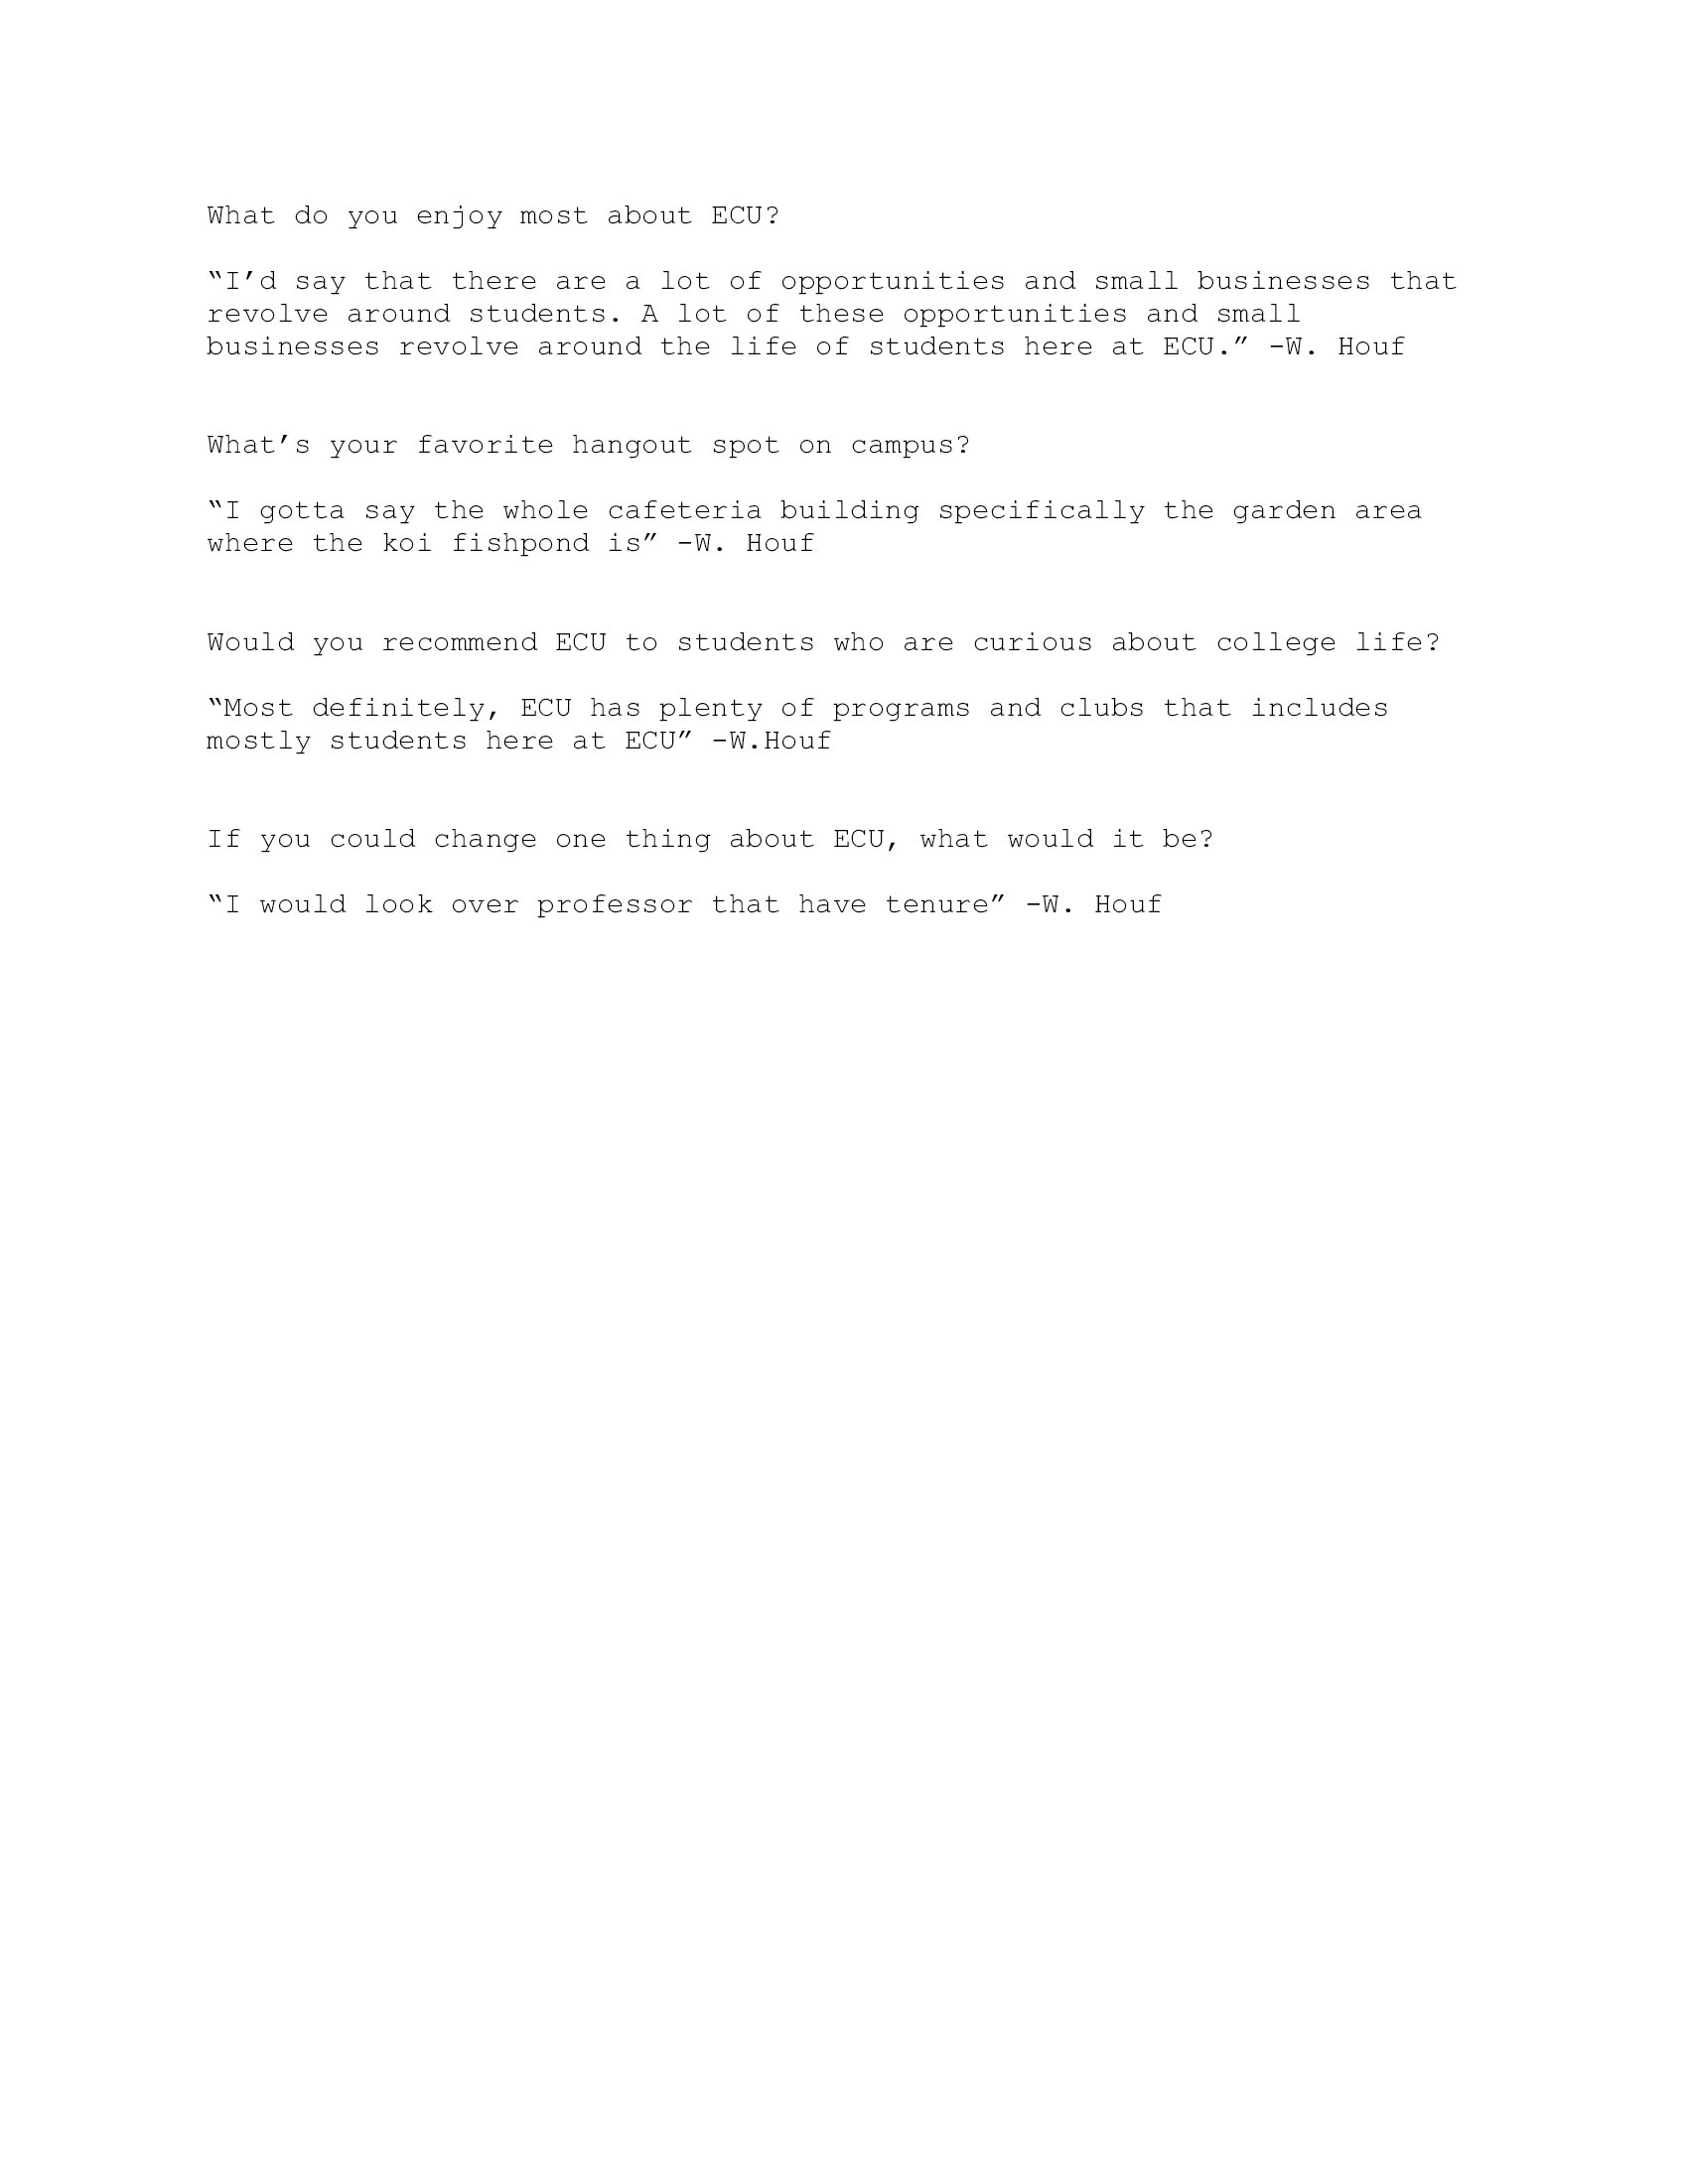 What do you enjoy most about ECU?
“I’d say that there are a lot of opportunities and small businesses that
revolve around students. A lot of these opportunities and small
businesses revolve around the life of students here at ECU.” -W. Houf
What’s your favorite hangout spot on campus?
“I gotta say the whole cafeteria building specifically the garden area
where the koi fishpond is” -W. Houf
Would you recommend ECU to students who are curious about college life?
“Most definitely, ECU has plenty of programs and clubs that includes
mostly students here at ECU” -W.Houf
If you could change one thing about ECU, what would it be?
“I would look over professor that have tenure” -W. Houf